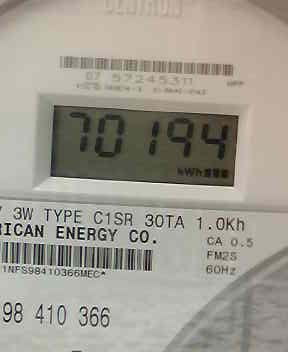 CENTRON
07 57245311
70194
kWh
3W TYPE C1SR 30TA 1.0Kh
RICAN ENERGY CO.
CA 0.5
FM2S
60Hz
1NFS98410366MEC*
98 410 366